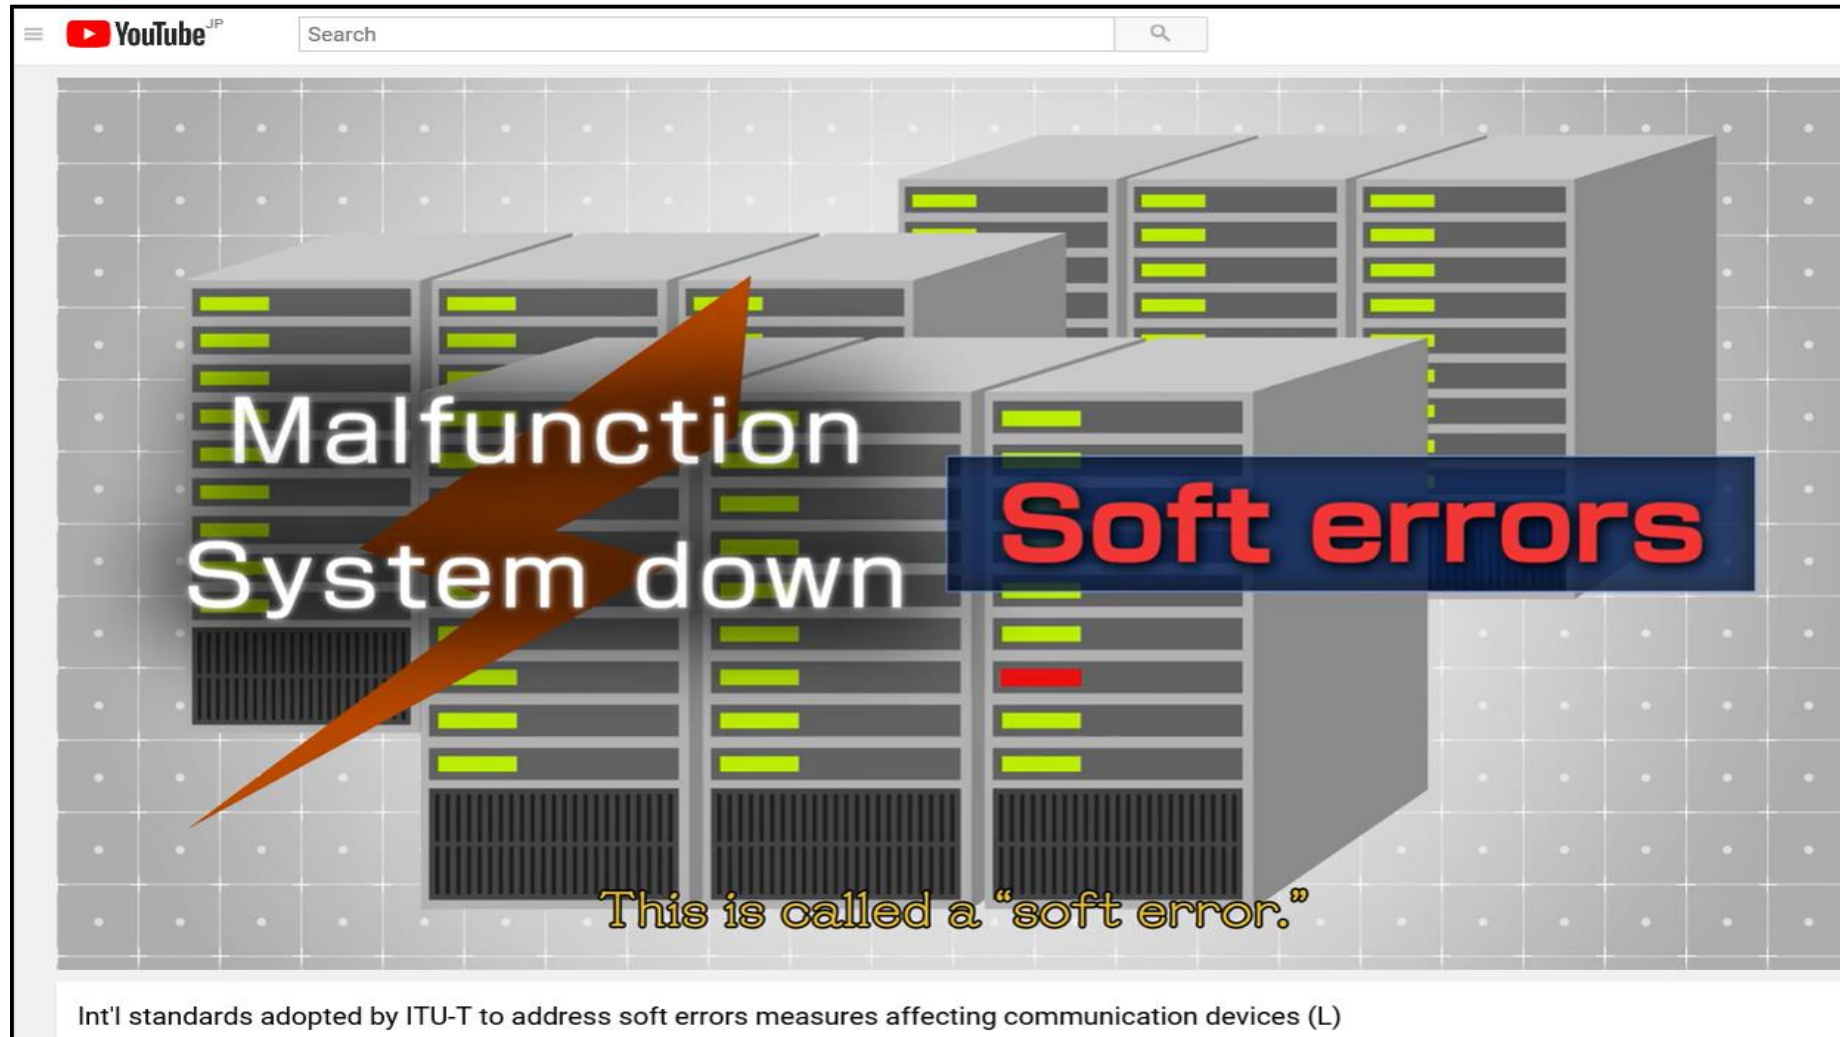 YouTube JP
Search
Malfunction
System down
Soft errors
This is called a “soft error.”
Int'l standards adopted by ITU-T to address soft errors measures affecting communication devices (L)